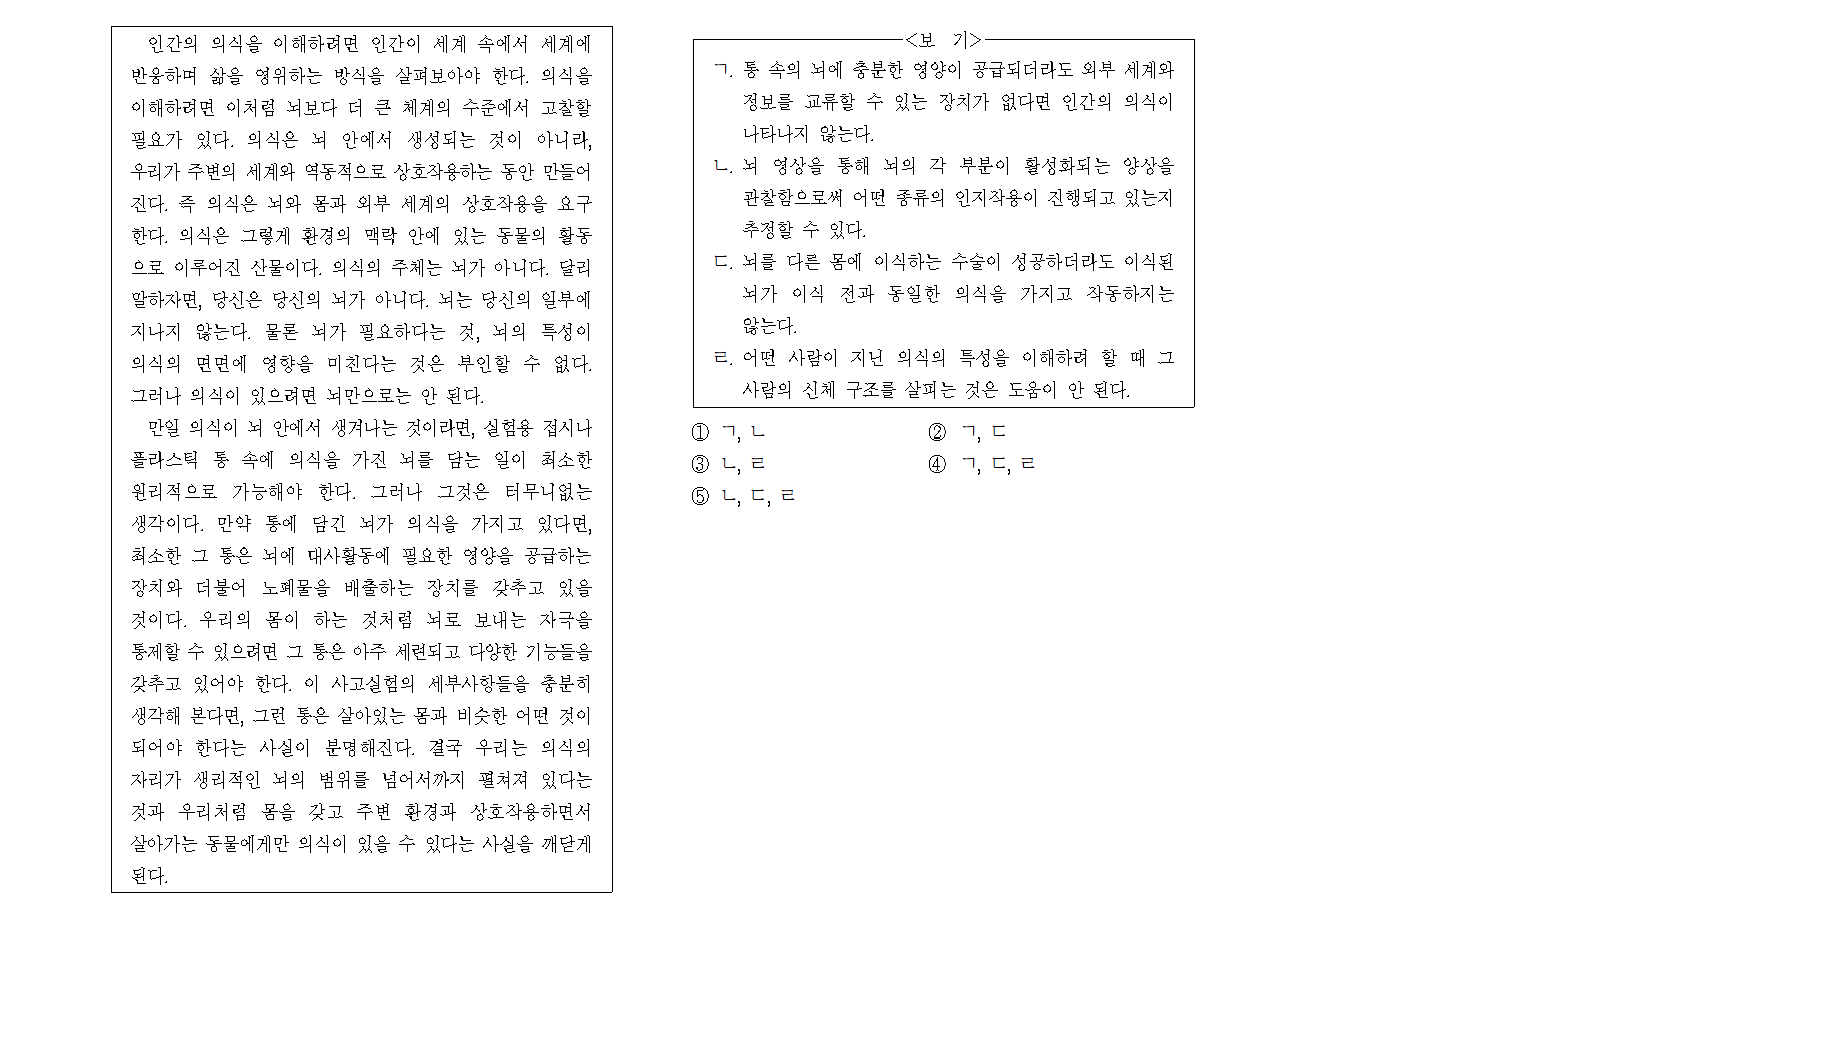 인간의 의식을 이해하려면 인간이 세계 속에서 세계에
반응하며 삶을 영위하는 방식을 살펴보아야 한다. 의식을
이해하려면 이처럼 뇌보다 더 큰 체계의 수준에서 고찰할
필요가 있다. 의식은 뇌 안에서 생성되는 것이 아니라,
우리가 주변의 세계와 역동적으로 상호작용하는 동안 만들어
진다. 즉 의식은 뇌와 몸과 외부 세계의 상호작용을 요구
한다. 의식은 그렇게 환경의 맥락 안에 있는 동물의 활동
으로 이루어진 산물이다. 의식의 주체는 뇌가 아니다. 달리
말하자면, 당신은 당신의 뇌가 아니다. 뇌는 당신의 일부에
지나지 않는다. 물론 뇌가 필요하다는 것, 뇌의 특성이
의식의 면면에 영향을 미친다는 것은 부인할 수 없다.
그러나 의식이 있으려면 뇌만으로는 안 된다.
만일 의식이 뇌 안에서 생겨나는 것이라면, 실험용 접시나
플라스틱 통 속에 의식을 가진 뇌를 담는 일이 최소한
원리적으로 가능해야 한다. 그러나 그것은 터무니없는
생각이다. 만약 통에 담긴 뇌가 의식을 가지고 있다면,
최소한 그 통은 뇌에 대사활동에 필요한 영양을 공급하는
장치와 더불어 노폐물을 배출하는 장치를 갖추고 있을
것이다. 우리의 몸이 하는 것처럼 뇌로 보내는 자극을
통제할 수 있으려면 그 통은 아주 세련되고 다양한 기능들을
갖추고 있어야 한다. 이 사고실험의 세부사항들을 충분히
생각해 본다면, 그런 통은 살아있는 몸과 비슷한 어떤 것이
되어야 한다는 사실이 분명해진다. 결국 우리는 의식의
자리가 생리적인 뇌의 범위를 넘어서까지 펼쳐져 있다는
것과 우리처럼 몸을 갖고 주변 환경과 상호작용하면서
살아가는 동물에게만 의식이 있을 수 있다는 사실을 깨닫게
된다.
<보 기>
ㄱ. 통 속의 뇌에 충분한 영양이 공급되더라도 외부 세계와
정보를 교류할 수 있는 장치가 없다면 인간의 의식이
나타나지 않는다.
ㄴ. 뇌 영상을 통해 뇌의 각 부분이 활성화되는 양상을
관찰함으로써 어떤 종류의 인지작용이 진행되고 있는지
추정할 수 있다.
ㄷ. 뇌를 다른 몸에 이식하는 수술이 성공하더라도 이식된
뇌가 이식 전과 동일한 의식을 가지고 작동하지는
않는다.
ㄹ. 어떤 사람이 지닌 의식의 특성을 이해하려 할 때 그
사람의 신체 구조를 살피는 것은 도움이 안 된다.
① ㄱ, ㄴ ② ㄱ, ㄷ
③ ㄴ, ㄹ ④ ㄱ, ㄷ, ㄹ
⑤ ㄴ, ㄷ, ㄹ